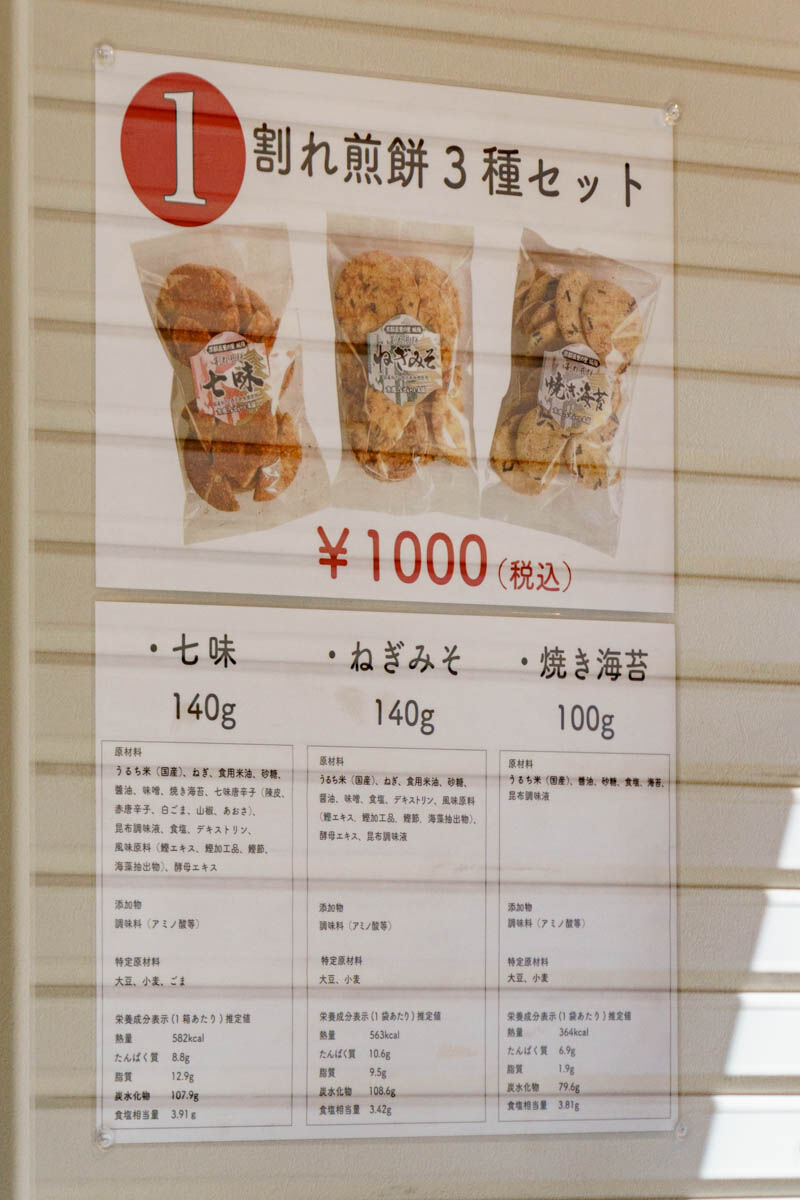 1
割れ煎餅3種セット
七味
ねぎみそ
焼き海苔
¥1000(税込)
・七味
140g
原材料
うるち米（国産）、ねぎ、食用米油、砂糖、
醤油、味噌、焼き海苔、七味唐辛子（陳皮、
赤唐辛子、白ごま、山椒、あおさ）、
昆布調味液、食塩、デキストリン、
風味原料（鰹エキス、鰹加工品、鰹節、
海藻抽出物）、酵母エキス
添加物
調味料（アミノ酸等）
特定原材料
大豆、小麦、ごま
栄養成分表示(1箱あたり)推定値
熱量 582kcal
たんぱく質 8.8g
脂質 12.9g
炭水化物 107.9g
食塩相当量 3.91g
・ねぎみそ
140g
原材料
うるち米（国産）、ねぎ、食用米油、砂糖、
醤油、味噌、食塩、デキストリン、風味原料
（鰹エキス、鰹加工品、鰹節、海藻抽出物）、
酵母エキス、昆布調味液
添加物
調味料（アミノ酸等）
特定原材料
大豆、小麦
栄養成分表示(1袋あたり)推定値
熱量 563kcal
たんぱく質 10.6g
脂質 9.5g
炭水化物 108.6g
食塩相当量 3.42g
・焼き海苔
100g
原材料
うるち米（国産）、醤油、砂糖、食塩、海苔、
昆布調味液
添加物
調味料（アミノ酸等）
特定原材料
大豆、小麦
栄養成分表示(1袋あたり)推定値
熱量 364kcal
たんぱく質 6.9g
脂質 1.9g
炭水化物 79.6g
食塩相当量 3.81g